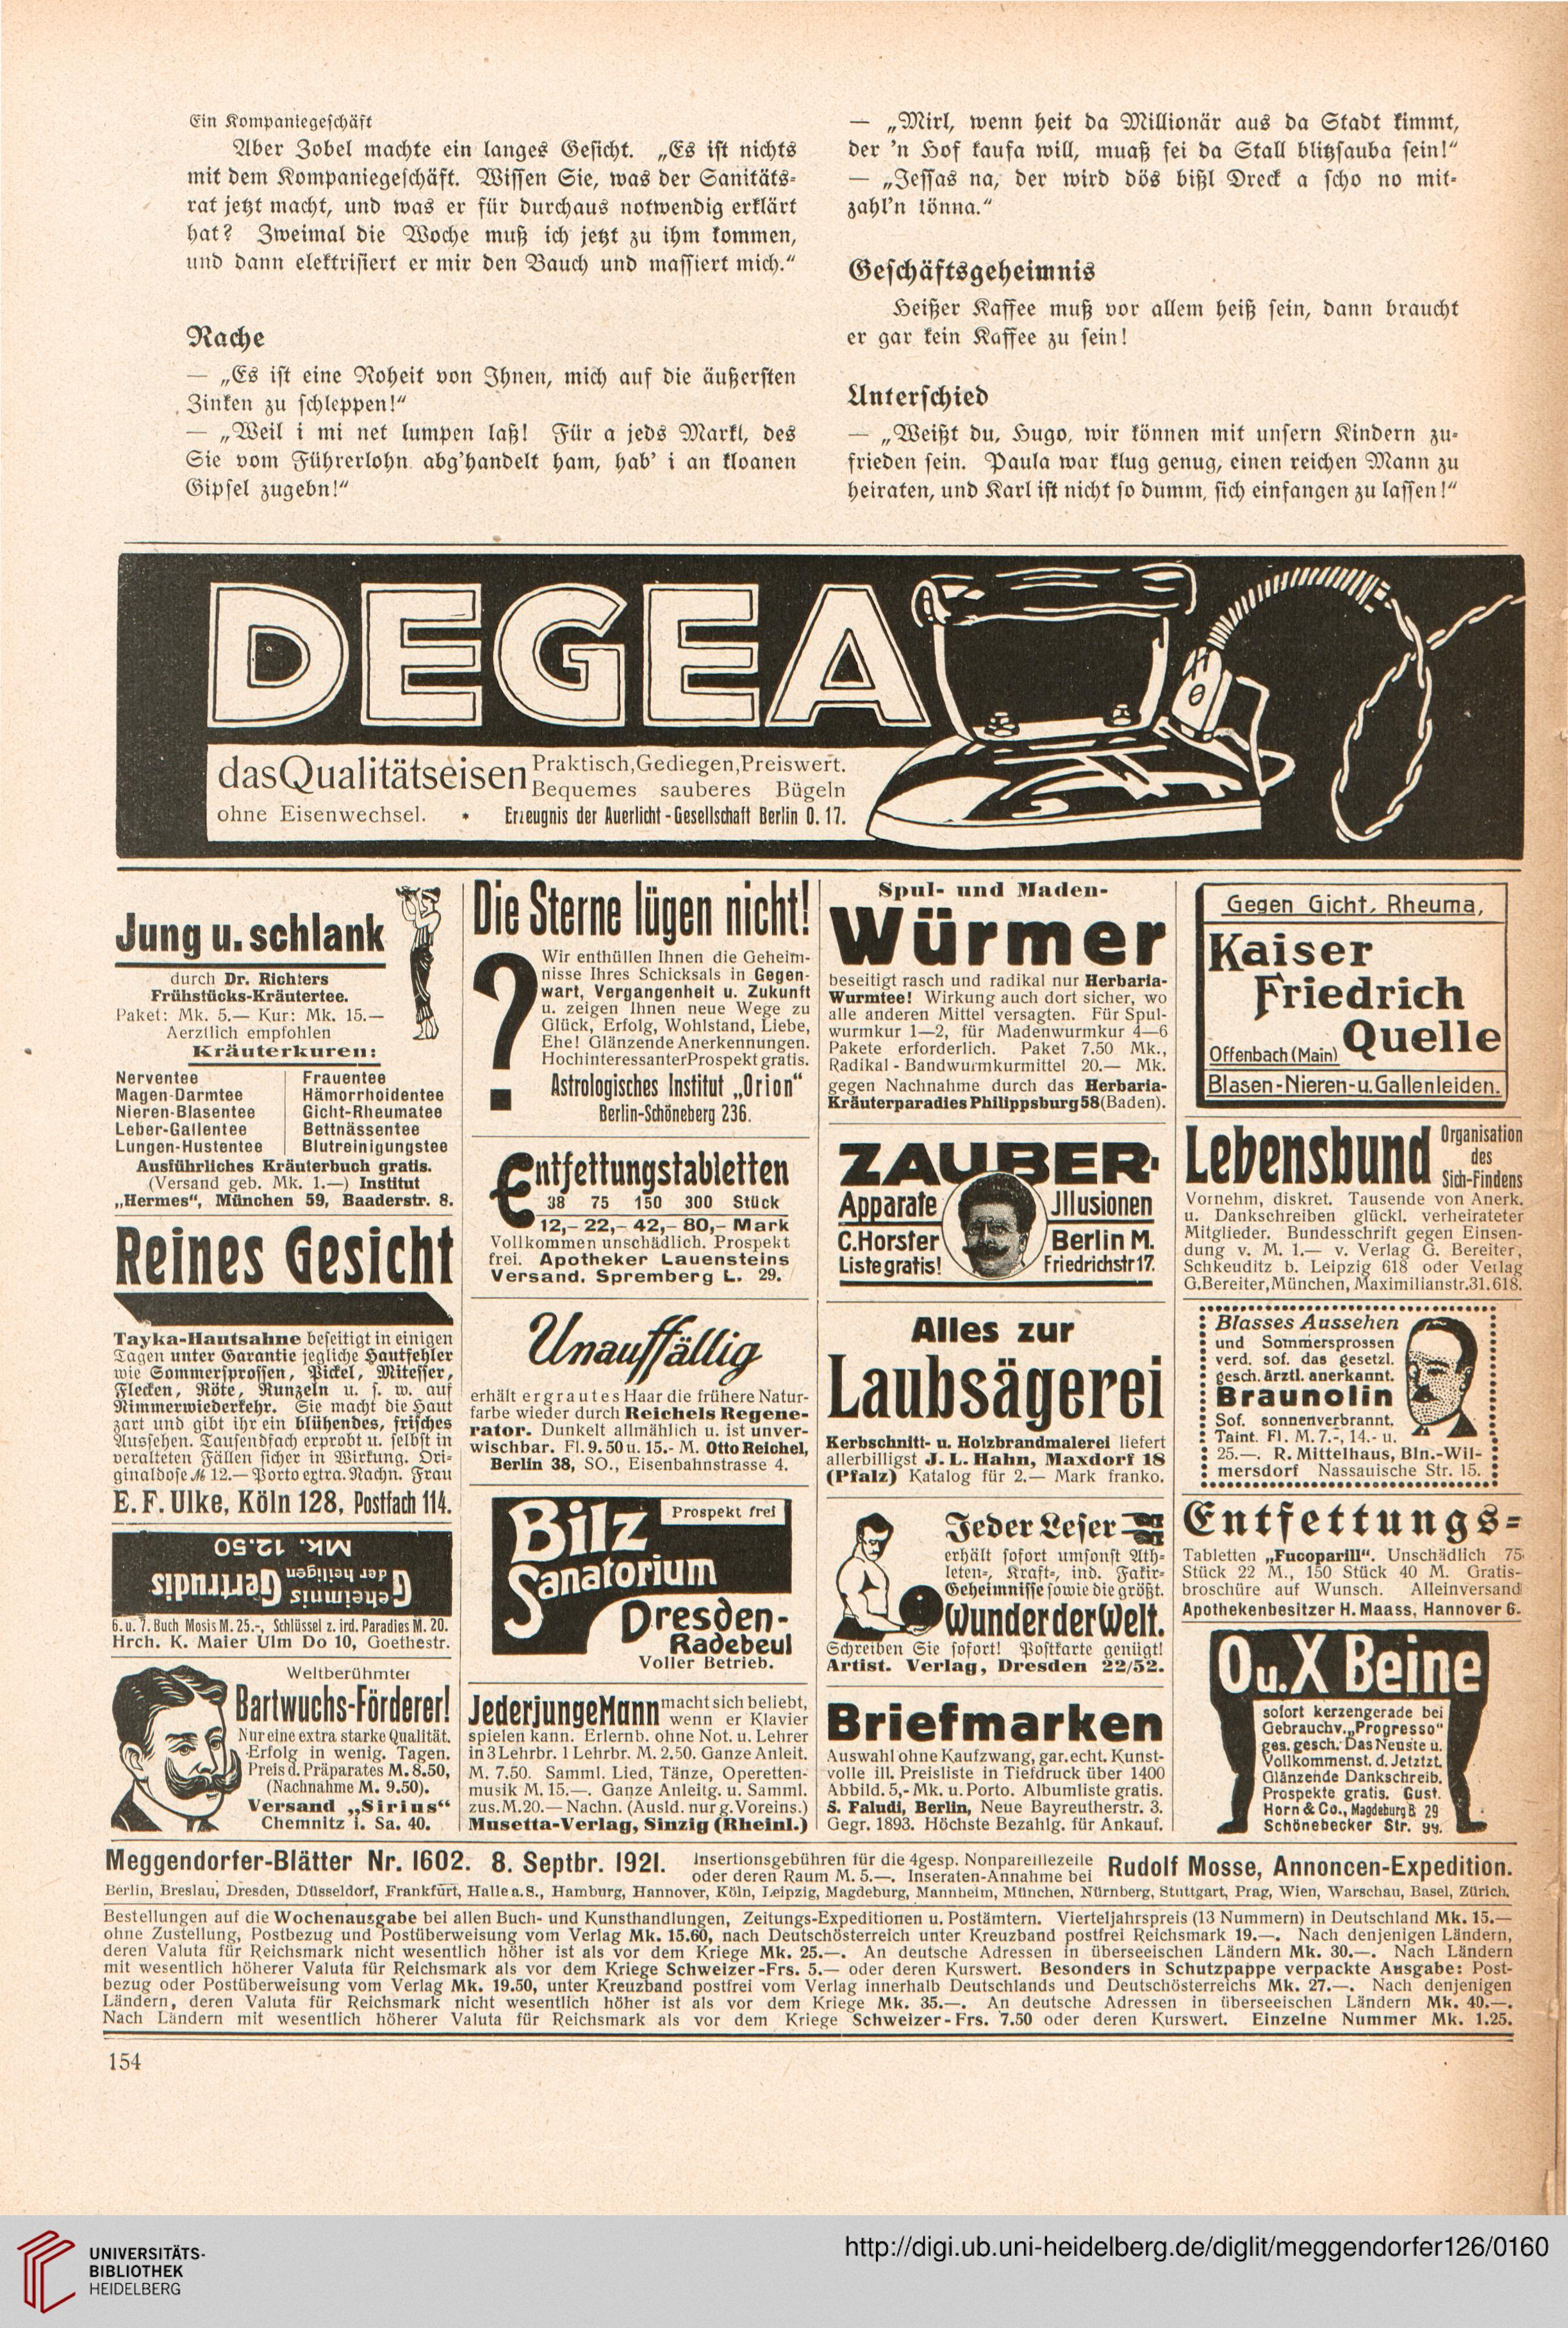 Ein Kompaniegeschäft
Aber Zobel machte ein langes Gesicht. „Es ist nichts
mit dem Kompaniegeschäft. Wissen Sie, was der Sanitäts-
rat jetzt macht, und was er für durchaus notwendig erklärt
hat? Zweimal die Woche muß ich jetzt zu ihm kommen,
und dann elektrisiert er mir den Bauch und massiert mich.“
Rache
— „Es ist eine Roheit von Ihnen, mich auf die äußersten
Zinken zu schleppen!“
— „Weil i mi net lumpen laß! Für a jeds Markl, des
Sie vom Führerlohn abg'handelt ham, hab' i an kloanen
Gipfel zugebn!“
— „Mirl, wenn heit da Millionär aus da Stadt kimmt,
der 'n Hof kaufa will, muaß fei da Stall blitzsauba sein!“
— „Jessas na, der wird dös bißl Dreck a scho no mit-
zahl'n könna.“
Geschäftsgeheimnis
Heißer Kaffee muß vor allem heiß sein, dann braucht
er gar kein Kaffee zu sein!
Unterschied
— „Weißt du, Hugo, wir können mit unsern Kindern zu-
frieden sein. Paula war klug genug, einen reichen Mann zu
heiraten, und Karl ist nicht so dumm, sich einfangen zu lassen!“
DEGEA
das Qualitätseisen Praktisch, Gediegen, Preiswert.
Bequemes sauberes Bügeln
ohne Eisenwechsel. * Erzeugnis der Auerlicht-Gesellschaft Berlin O. 17.
Jung u. schlank
durch Dr. Richters
Frühstücks-Kräutertee.
Paket: Mk. 5.— Kur: Mk. 15.—
Aerztlich empfohlen
Kräuterkuren:
Nerventee Frauentee
Magen-Darmtee Hämorrhoidentee
Nieren-Blasentee Gicht-Rheumatee
Leber-Gallentee Bettnässentee
Lungen-Hustentee Blutreinigungstee
Ausführliches Kräuterbuch gratis.
(Versand geb. Mk. 1.—) Institut
„Hermes“, München 59, Baaderstr. 8.
Reines Gesicht
Tayka-Hautsahne beseitigt in einigen
Tagen unter Garantie jegliche Hautfehler
wie Sommersprossen, Pickel, Mitesser,
Flecken, Röte, Runzeln u. s. w. auf
Nimmerwiederkehr. Sie macht die Haut
zart und gibt ihr ein blühendes, frisches
Aussehen. Tausendfach erprobt u. selbst in
veralteten Fällen sicher in Wirkung. Ori-
ginaldose M 12.— Porto extra. Nachn. Frau
E. F. Ulke, Köln 128, Postfach 114.
Geheimnis der heiligen Gertrudis
Mk. 12.50
6. u. 7. Buch Mosis M. 25.-, Schlüssel z. ird. Paradies M. 20.
Hrch. K. Maier Ulm Do 10, Goethestr.
Weltberühmter
Bartwuchs-Förderer!
Nur eine extra starke Qualität.
Erfolg in wenig. Tagen.
Preis d. Präparates M. 8.50,
(Nachnahme M. 9.50).
Versand „Sirius“
Chemnitz i. Sa. 40.
Die Sterne lügen nicht!
?
Wir enthüllen Ihnen die Geheim-
nisse Ihres Schicksals in Gegen-
wart, Vergangenheit u. Zukunft
u. zeigen Ihnen neue Wege zu
Glück, Erfolg, Wohlstand, Liebe,
Ehe! Glänzende Anerkennungen.
Hochinteressanter Prospekt gratis.
Astrologisches Institut „Orion“
Berlin-Schöneberg 236.
Entfettungstabletten
38 75 150 300 Stück
12,- 22,- 42,- 80,- Mark
Vollkommen unschädlich. Prospekt
frei. Apotheker Lauensteins
Versand. Spremberg L. 29.
Unauffällig
erhält ergrautes Haar die frühere Natur-
farbe wieder durch Reichels Regene-
rator. Dunkelt allmählich u. ist unver-
wischbar. Fl. 9.50 u. 15.- M. Otto Reichel,
Berlin 38, SO., Eisenbahnstrasse 4.
Bilz Prospekt frei
Sanatorium
Dresden-
Radebeul
Voller Betrieb.
Jeder junge Mann macht sich beliebt,
wenn er Klavier
spielen kann. Erlernb. ohne Not. u. Lehrer
in 3 Lehrbr. 1 Lehrbr. M. 2.50. Ganze Anleit.
M. 7.50. Samml. Lied, Tänze, Operetten-
musik M. 15.—. Ganze Anleitg. u. Samml.
zus. M. 20.— Nachn. (Ausld. nur g. Voreins.)
Musetta-Verlag, Sinzig (Rheinl.)
Spul- und Maden-
Würmer
beseitigt rasch und radikal nur Herbaria-
Wurmtee! Wirkung auch dort sicher, wo
alle anderen Mittel versagten. Für Spul-
wurmkur 1—2, für Madenwurmkur 4—6
Pakete erforderlich. Paket 7.50 Mk.,
Radikal-Bandwurmkurmittel 20.— Mk.
gegen Nachnahme durch das Herbaria-
Kräuterparadies Philippsburg 58 (Baden).
ZAUBER-
Apparate Jllusionen
C. Horster Berlin M.
Liste gratis! Friedrichstr 17.
Alles zur
Laubsägerei
Kerbschnitt- u. Holzbrandmalerei liefert
allerbilligst J. L. Hahn, Maxdorf 18
(Pfalz) Katalog für 2.— Mark franko.
Jeder Leser
erhält sofort umsonst Ath-
leten-, Kraft-, ind. Fakir-
Geheimnisse sowie die größt.
Wunder der Welt.
Schreiben Sie sofort! Postkarte genügt!
Artist. Verlag, Dresden 22/52.
Briefmarken
Auswahl ohne Kaufzwang, gar. echt. Kunst-
volle ill. Preisliste in Tiefdruck über 1400
Abbild. 5,- Mk. u. Porto. Albumliste gratis.
S. Faludi, Berlin, Neue Bayreutherstr. 3.
Gegr. 1893. Höchste Bezahlg. für Ankauf.
Gegen Gicht, Rheuma,
Kaiser
Friedrich
Quelle
Offenbach (Main)
Blasen-Nieren-u. Gallenleiden.
Lebensbund Organisation
des
Sich-Findens
Vornehm, diskret. Tausende von Anerk.
u. Dankschreiben glückl. verheirateter
Mitglieder. Bundesschrift gegen Einsen-
dung v. M. 1.— v. Verlag G. Bereiter,
Schkeuditz b. Leipzig 618 oder Verlag
G. Bereiter, München, Maximilianstr. 31. 618.
Blasses Aussehen
und Sommersprossen
verd. sof. das gesetzl.
gesch. ärztl. anerkannt.
Braunolin
Sof. sonnenverbrannt.
Taint. Fl. M. 7.-, 14.- u.
25.—. R. Mittelhaus, Bln.-Wil-
mersdorf Nassauische Str. 15.
Entfettungs-
Tabletten „Fucoparill“. Unschädlich 75
Stück 22 M., 150 Stück 40 M. Gratis-
broschüre auf Wunsch. Alleinversand
Apothekenbesitzer H. Maass, Hannover 6.
O u. X Beine
sofort kerzengerade bei
Gebrauch v. „Progresso“
ges. gesch. Das Neuste u.
Vollkommenst. d. Jetztzt.
Glänzende Dankschreib.
Prospekte gratis. Gust.
Horn & Co., Magdeburg B 29
Schönebecker Str. 99.
Meggendorfer-Blätter Nr. 1602. 8. Septbr. 1921. Insertionsgebühren für die 4gesp. Nonpareillezeile
oder deren Raum M. 5.—. Inseraten-Annahme bei Rudolf Mosse, Annoncen-Expedition.
Berlin, Breslau, Dresden, Düsseldorf, Frankfurt, Halle a. S., Hamburg, Hannover, Köln, Leipzig, Magdeburg, Mannheim, München, Nürnberg, Stuttgart, Prag, Wien, Warschau, Basel, Zürich.
Bestellungen auf die Wochenausgabe bei allen Buch- und Kunsthandlungen, Zeitungs-Expeditionen u. Postämtern. Vierteljahrspreis (13 Nummern) in Deutschland Mk. 15.—
ohne Zustellung, Postbezug und Postüberweisung vom Verlag Mk. 15.60, nach Deutschösterreich unter Kreuzband postfrei Reichsmark 19.—. Nach denjenigen Ländern,
deren Valuta für Reichsmark nicht wesentlich höher ist als vor dem Kriege Mk. 25.—. An deutsche Adressen in überseeischen Ländern Mk. 30.—. Nach Ländern
mit wesentlich höherer Valuta für Reichsmark als vor dem Kriege Schweizer-Frs. 5.— oder deren Kurswert. Besonders in Schutzpappe verpackte Ausgabe: Post-
bezug oder Postüberweisung vom Verlag Mk. 19.50, unter Kreuzband postfrei vom Verlag innerhalb Deutschlands und Deutschösterreichs Mk. 27.—. Nach denjenigen
Ländern, deren Valuta für Reichsmark nicht wesentlich höher ist als vor dem Kriege Mk. 35.—. An deutsche Adressen in überseeischen Ländern Mk. 40.—.
Nach Ländern mit wesentlich höherer Valuta für Reichsmark als vor dem Kriege Schweizer-Frs. 7.50 oder deren Kurswert. Einzelne Nummer Mk. 1.25.
154
UNIVERSITÄTS-
BIBLIOTHEK
HEIDELBERG
http://digi.ub.uni-heidelberg.de/diglit/meggendorfer126/0160